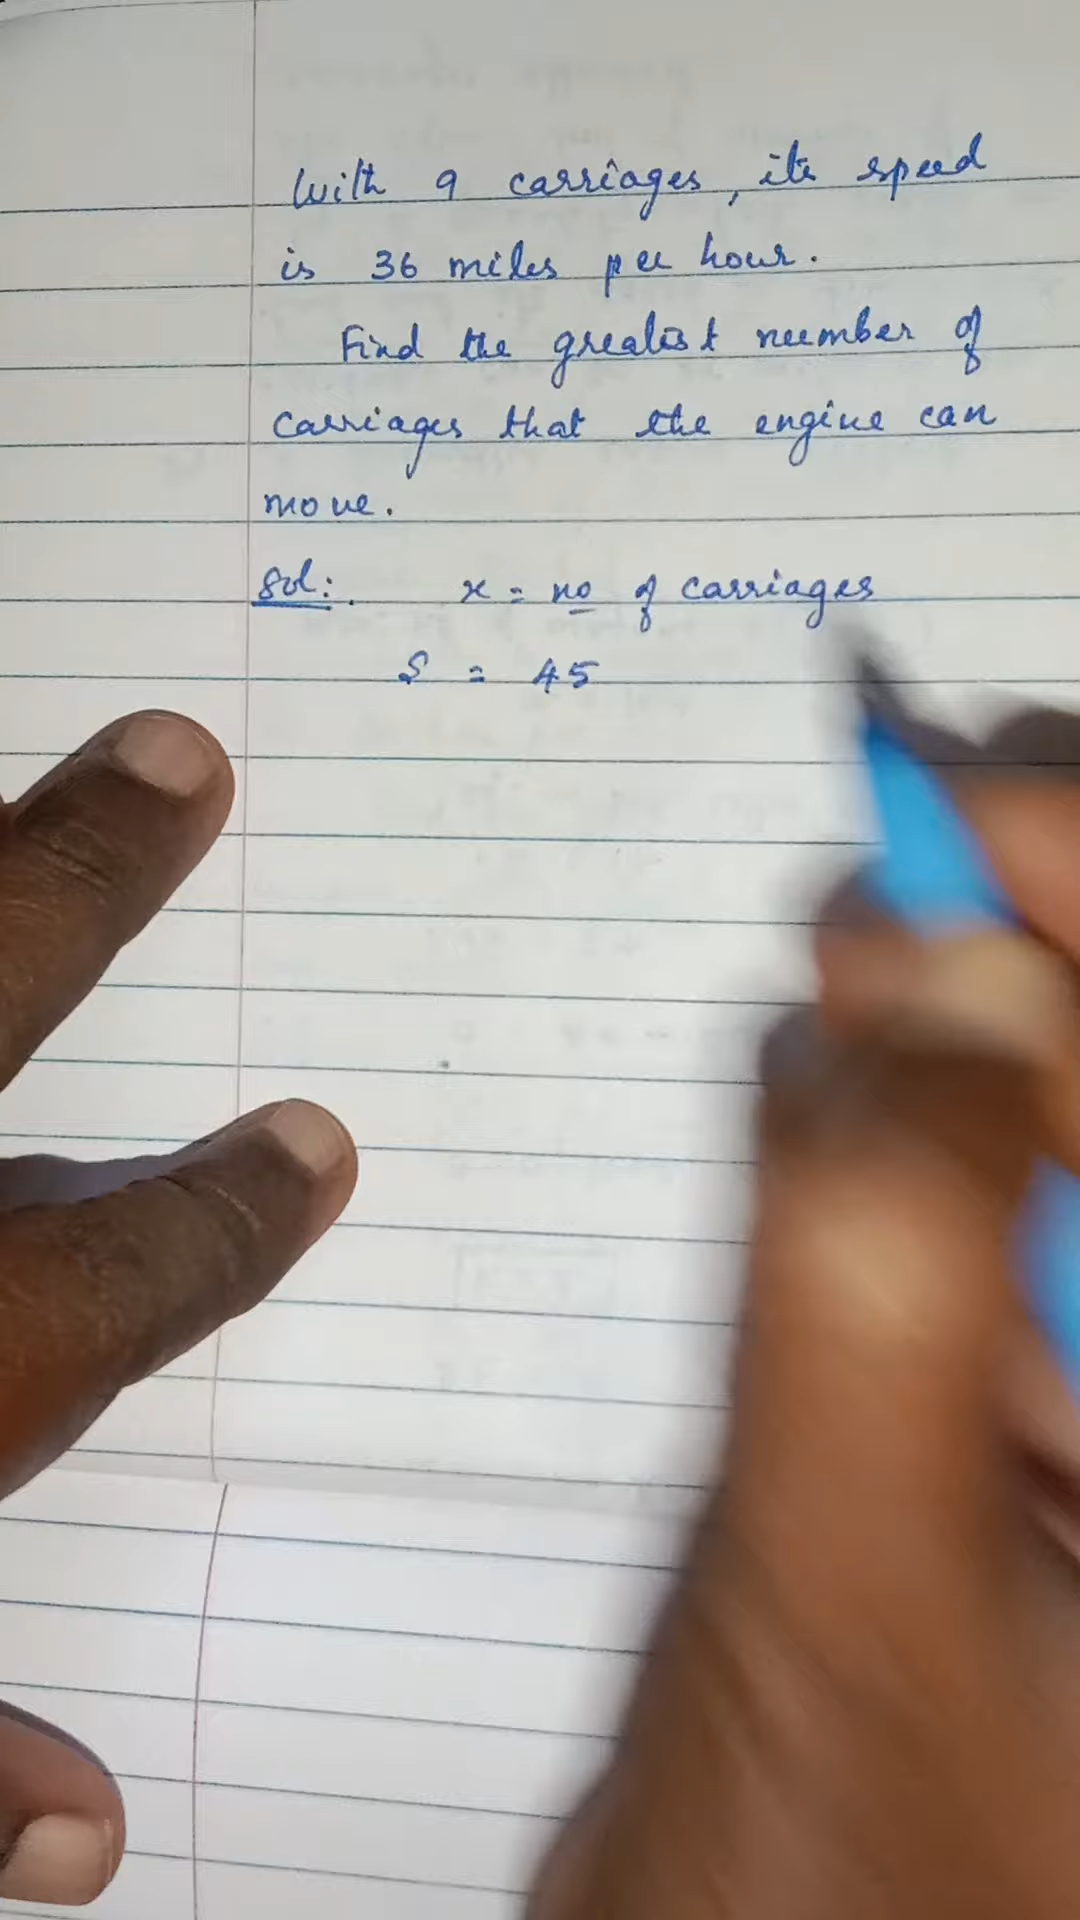 With 9 carriages, its speed
is 36 miles per hour.
Find the greatest number of
carriages that the engine can
move.
Sol:. x = no of carriages
S = 45